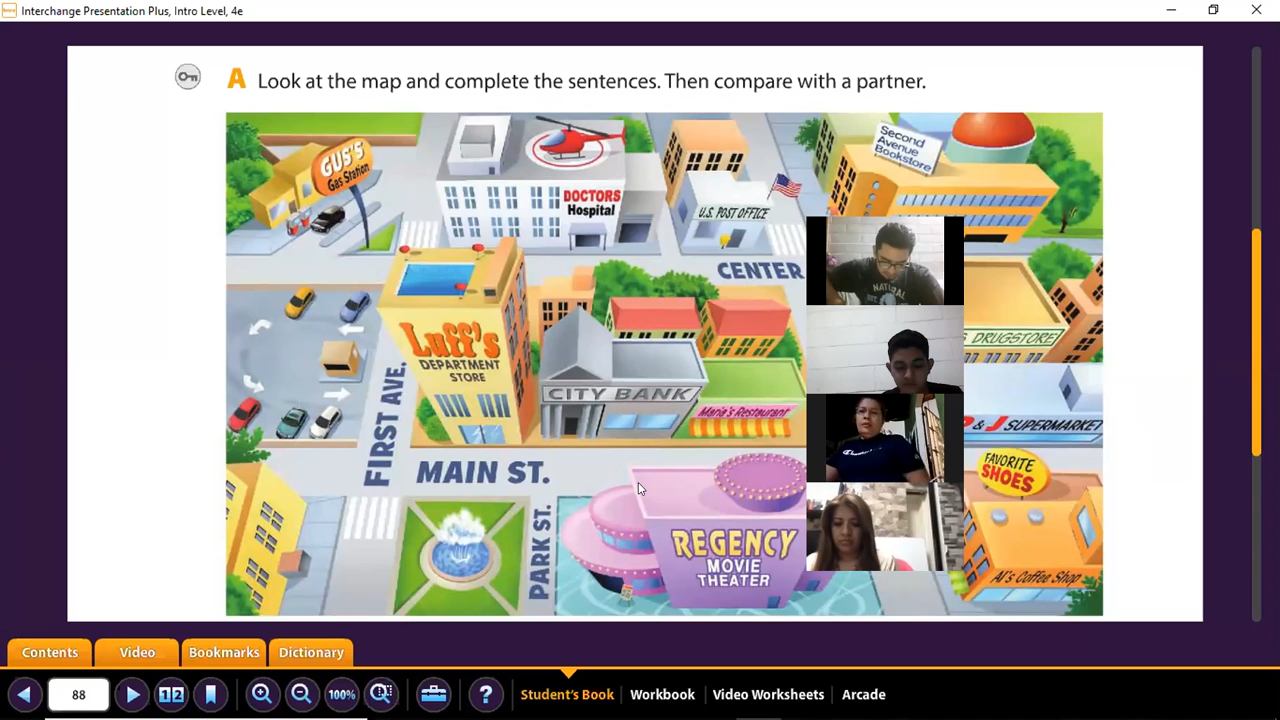 Interchange Presentation Plus, Intro Level, 4e
A Look at the map and complete the sentences. Then compare with a partner.
GUS'S
Gas Station
DOCTORS
Hospital
U.S. POST OFFICE
Second
Avenue
Bookstore
CENTER
Luff's
DEPARTMENT
STORE
CITY BANK
Maria's Restaurant
S DRUGSTORE
& J SUPERMARKET
FIRST AVE.
MAIN ST.
PARK ST.
REGENCY
MOVIE
THEATER
NATURAL
FAVORITE
SHOES
Al's Coffee Shop
Contents
Video
Bookmarks
Dictionary
88
1 2
100%
?
Student's Book
Workbook
Video Worksheets
Arcade